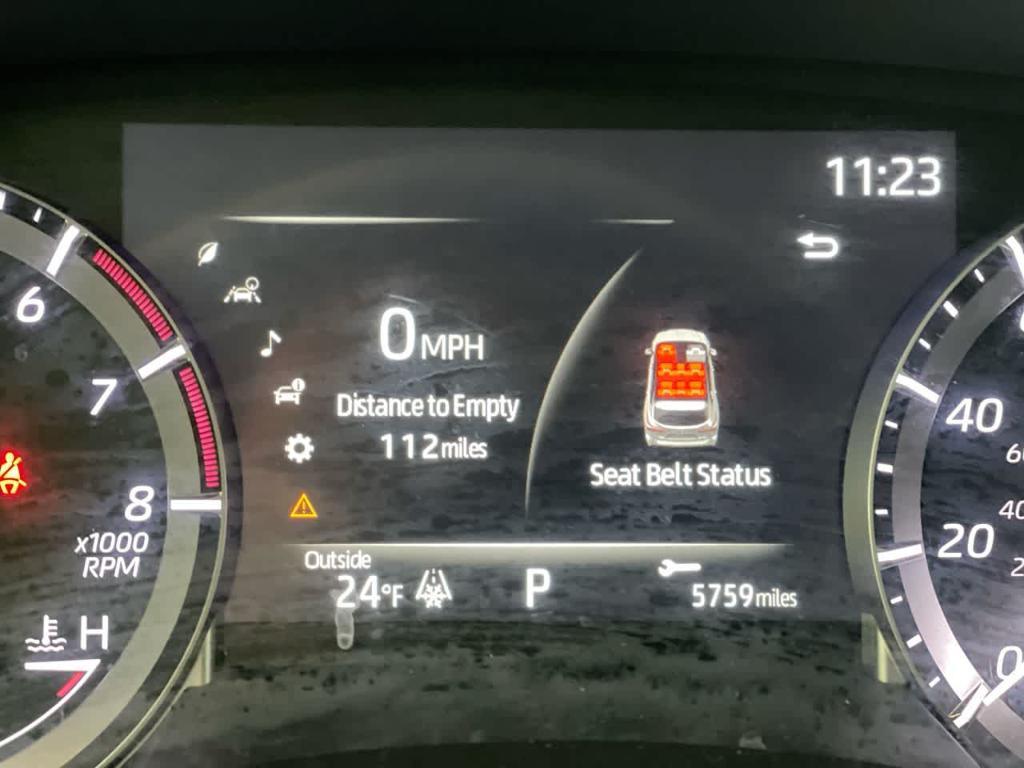 11:23
6
0 MPH
7
Distance to Empty
112 miles
40
Seat Belt Status
8
x1000
RPM
20
Outside
24°F
P
5759 miles
H
0